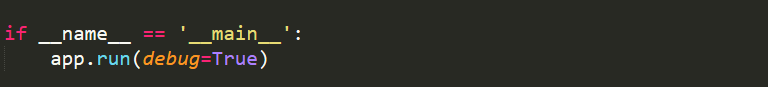 if __name__ == '__main__':
    app.run(debug=True)